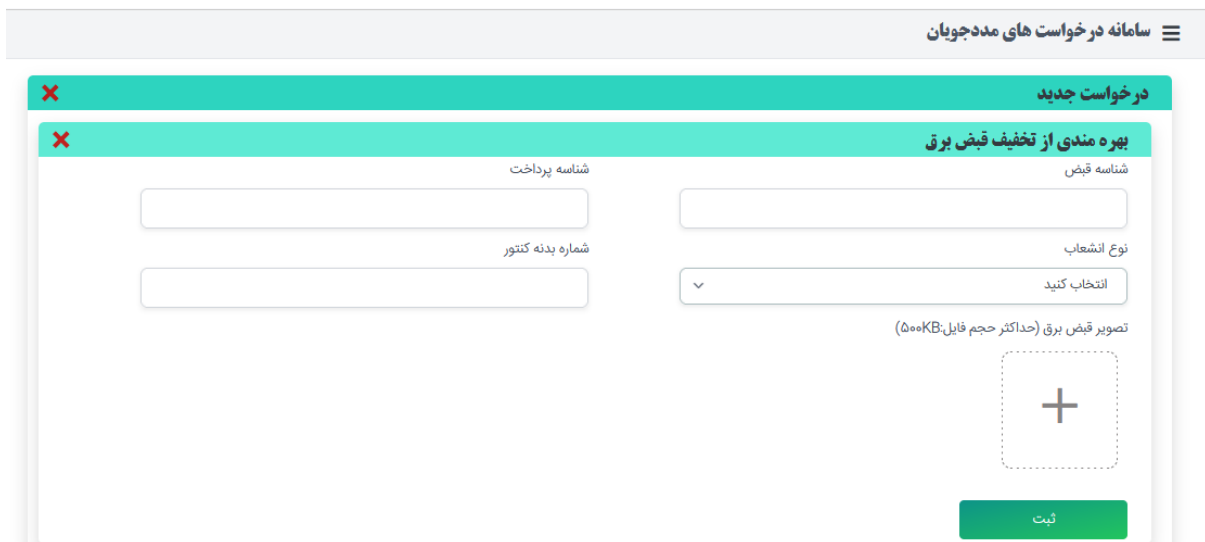 سامانه درخواست های مددجویان
درخواست جدید
بهره مندی از تخفیف قبض برق
شناسه قبض
شناسه پرداخت
نوع انشعاب
شماره بدنه کنتور
انتخاب کنید
تصویر قبض برق (حداکثر حجم فایل:۵۰۰KB)
ثبت